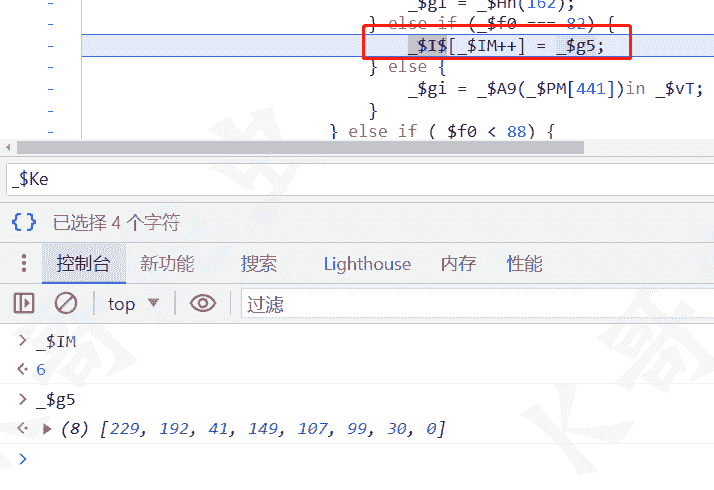 _$gi = _$Hn(162);
} else if (_$f0 === 82) {
_$I$[_$IM++] = _$g5;
} else {
_$gi = _$A9(_$PM[441])in _$vT;
}
} else if (_$f0 < 88) {
_$Ke
{} 已选择 4 个字符
控制台 新功能 搜索 Lighthouse 内存 性能
top 过滤
> _$IM
6
> _$g5
(8) [229, 192, 41, 149, 107, 99, 30, 0]
>